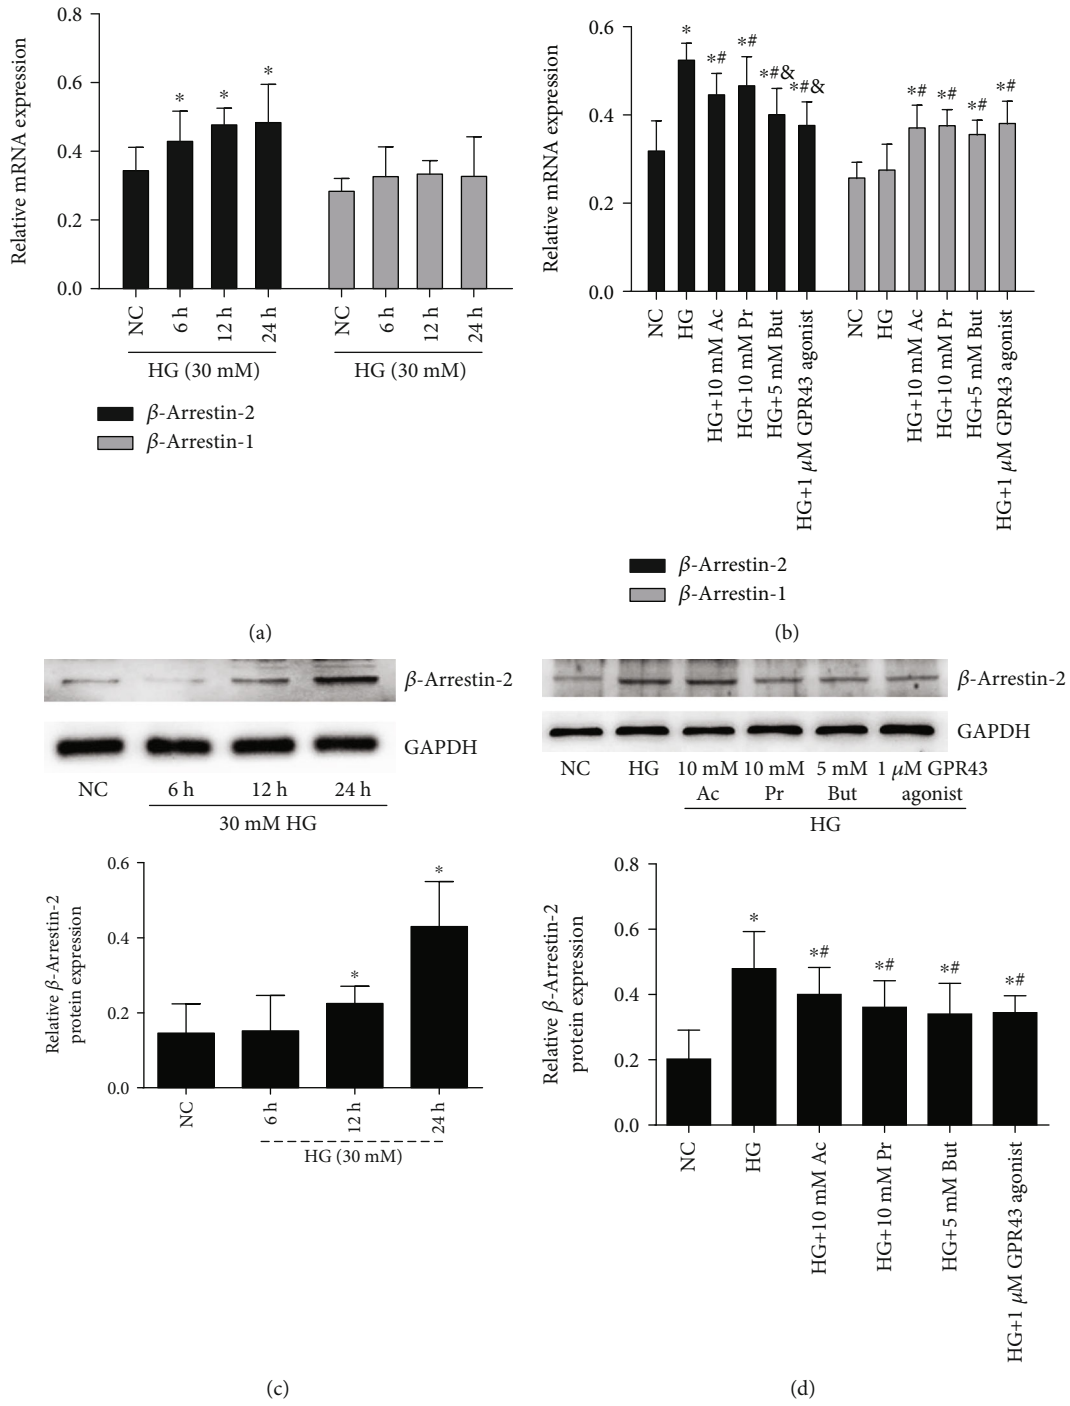 Relative mRNA expression
0.8
0.6
0.4
0.2
0.0
* * *
NC 6 h 12 h 24 h NC 6 h 12 h 24 h
HG (30 mM) HG (30 mM)
β-Arrestin-2
β-Arrestin-1
(a)
Relative mRNA expression
0.6
0.4
0.2
0.0
* *# *# *#& *#& *# *# *# *#
NC
HG
HG+10 mM Ac
HG+10 mM Pr
HG+5 mM But
HG+1 μM GPR43 agonist
NC
HG
HG+10 mM Ac
HG+10 mM Pr
HG+5 mM But
HG+1 μM GPR43 agonist
β-Arrestin-2
β-Arrestin-1
(b)
β-Arrestin-2
GAPDH
NC 6 h 12 h 24 h
30 mM HG
Relative β-Arrestin-2
protein expression
0.6
0.4
0.2
0.0
* *
NC 6 h 12 h 24 h
HG (30 mM)
(c)
β-Arrestin-2
GAPDH
NC HG 10 mM 10 mM 5 mM 1 μM GPR43
Ac Pr But agonist
HG
Relative β-Arrestin-2
protein expression
0.8
0.6
0.4
0.2
0.0
* *# *# *# *#
NC
HG
HG+10 mM Ac
HG+10 mM Pr
HG+5 mM But
HG+1 μM GPR43 agonist
(d)